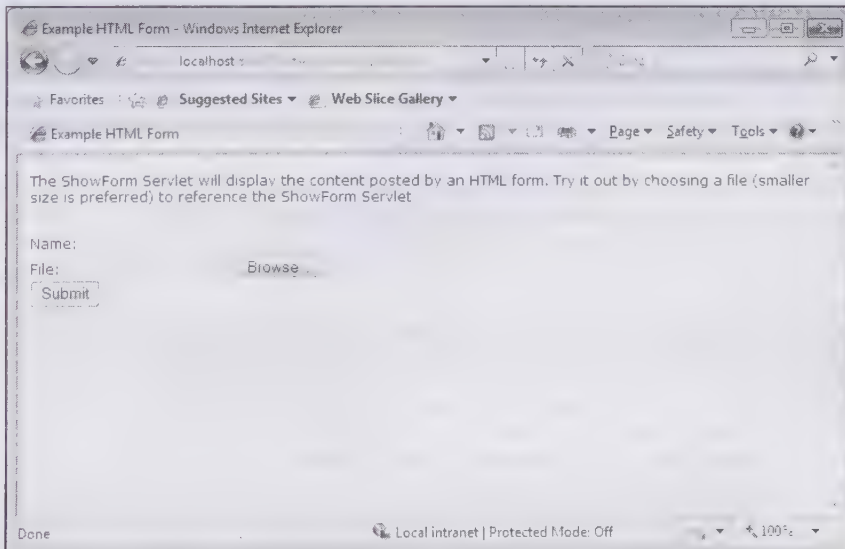 Example HTML Form - Windows Internet Explorer
localhost
Favorites Suggested Sites Web Slice Gallery
Example HTML Form Page Safety Tools
The ShowForm Servlet will display the content posted by an HTML form. Try it out by choosing a file (smaller
size is preferred) to reference the ShowForm Servlet
Name:
File: Browse
Submit
Done Local intranet | Protected Mode: Off 100%